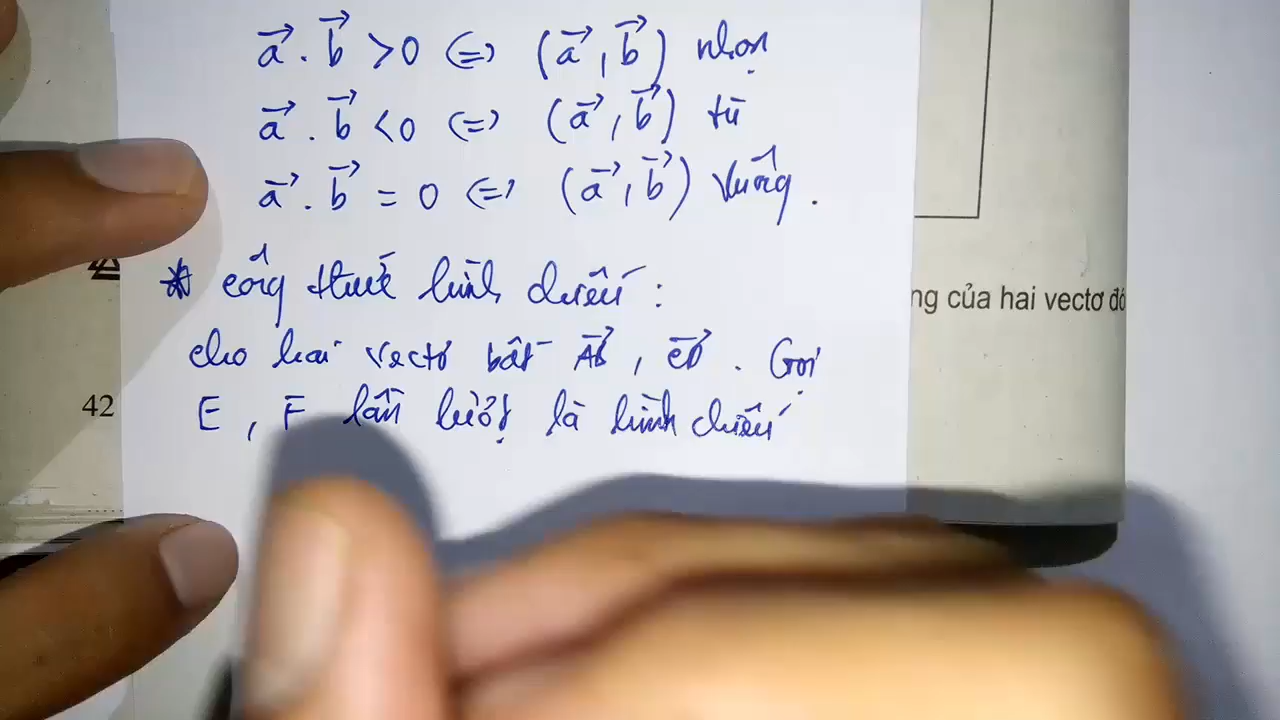 a⃗ . b⃗ > 0 <=> (a⃗, b⃗) nhọn
a⃗ . b⃗ < 0 <=> (a⃗, b⃗) tù
a⃗ . b⃗ = 0 <=> (a⃗, b⃗) vuông.
* công thức hình chiếu :
ng của hai vectơ đó
cho hai vectơ bất AB⃗, CD⃗. Gọi
42
E, F lần lượt là hình chiếu